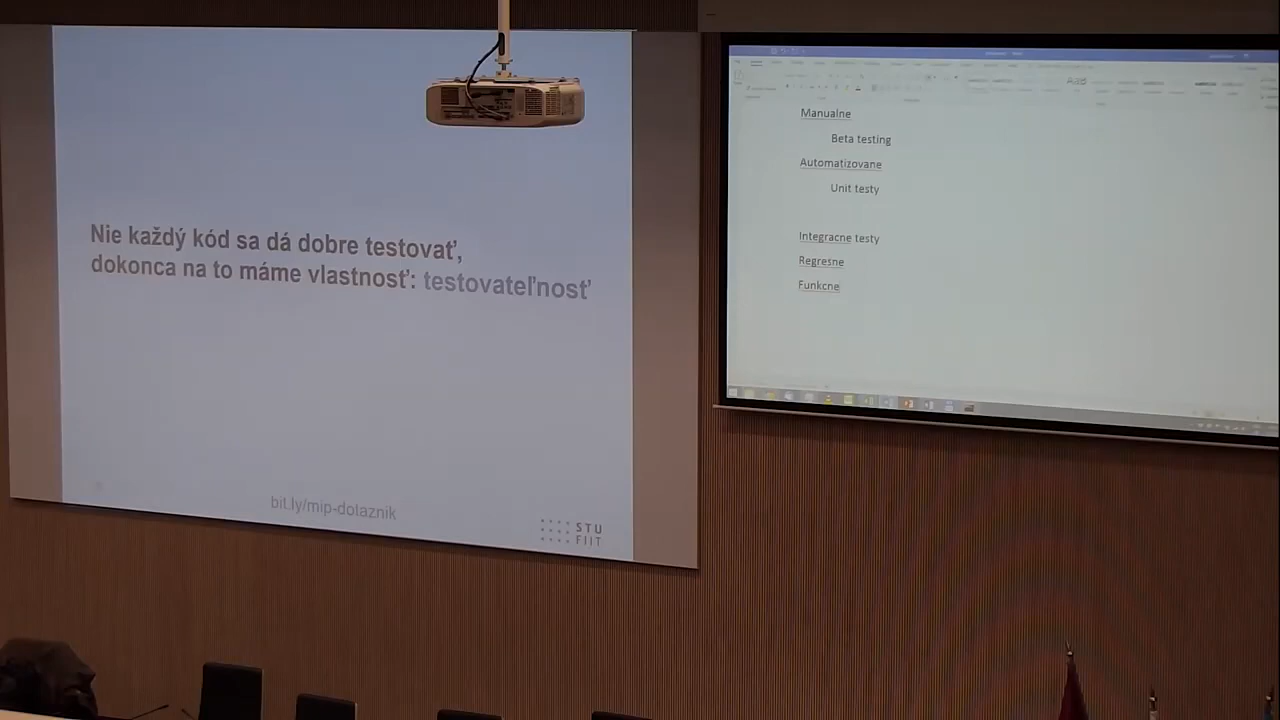 Nie každý kód sa dá dobre testovať,
dokonca na to máme vlastnosť: testovateľnosť
bit.ly/mip-dotaznik
STU
FIIT
Manualne
Beta testing
Automatizovane
Unit testy
Integracne testy
Regresne
Funkcne